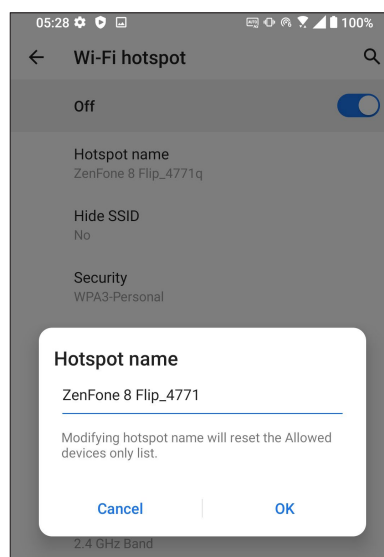 05:28 100%
Wi-Fi hotspot
Off
Hotspot name
ZenFone 8 Flip_4771q
Hide SSID
No
Security
WPA3-Personal
Hotspot name
ZenFone 8 Flip_4771
Modifying hotspot name will reset the Allowed
devices only list.
Cancel OK
2.4 GHz Band